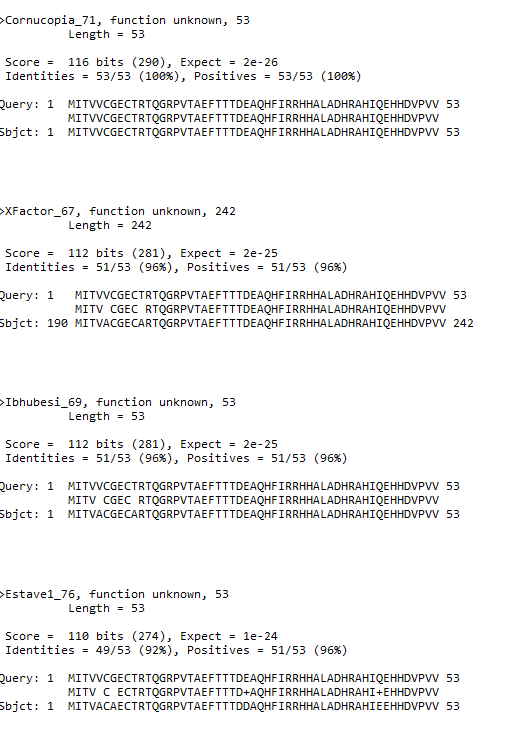 >Cornucopia_71, function unknown, 53
Length = 53
Score = 116 bits (290), Expect = 2e-26
Identities = 53/53 (100%), Positives = 53/53 (100%)
Query: 1 MITVVCGECTRTQGRPVTAEFTTTDEAQHFIRRHHALADHRAHIQEHHDVPVV 53
MITVVCGECTRTQGRPVTAEFTTTDEAQHFIRRHHALADHRAHIQEHHDVPVV
Sbjct: 1 MITVVCGECTRTQGRPVTAEFTTTDEAQHFIRRHHALADHRAHIQEHHDVPVV 53
>XFactor_67, function unknown, 242
Length = 242
Score = 112 bits (281), Expect = 2e-25
Identities = 51/53 (96%), Positives = 51/53 (96%)
Query: 1 MITVVCGECTRTQGRPVTAEFTTTDEAQHFIRRHHALADHRAHIQEHHDVPVV 53
MITV CGEC RTQGRPVTAEFTTTDEAQHFIRRHHALADHRAHIQEHHDVPVV
Sbjct: 190 MITVACGECARTQGRPVTAEFTTTDEAQHFIRRHHALADHRAHIQEHHDVPVV 242
>Ibhubesi_69, function unknown, 53
Length = 53
Score = 112 bits (281), Expect = 2e-25
Identities = 51/53 (96%), Positives = 51/53 (96%)
Query: 1 MITVVCGECTRTQGRPVTAEFTTTDEAQHFIRRHHALADHRAHIQEHHDVPVV 53
MITV CGEC RTQGRPVTAEFTTTDEAQHFIRRHHALADHRAHIQEHHDVPVV
Sbjct: 1 MITVACGECARTQGRPVTAEFTTTDEAQHFIRRHHALADHRAHIQEHHDVPVV 53
>Estave1_76, function unknown, 53
Length = 53
Score = 110 bits (274), Expect = 1e-24
Identities = 49/53 (92%), Positives = 51/53 (96%)
Query: 1 MITVVCGECTRTQGRPVTAEFTTTDEAQHFIRRHHALADHRAHIQEHHDVPVV 53
MITV C ECTRTQGRPVTAEFTTTD+AQHFIRRHHALADHRAHI+EHHDVPVV
Sbjct: 1 MITVACAECTRTQGRPVTAEFTTTDDAQHFIRRHHALADHRAHIEEHHDVPVV 53